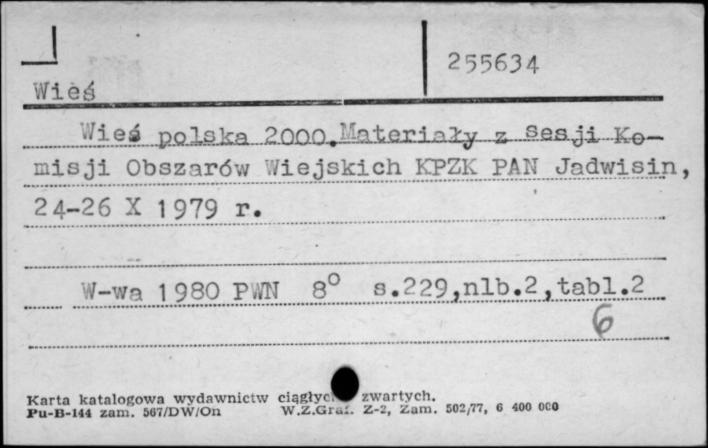 255634
Wieś
Wieś polska 2000.Materiały z sesji Ko-
misji Obszarów Wiejskich KPZK PAN Jadwisin,
24-26 X 1979 r.
W-wa 1980 PWN 8° s.229,nlb.2,tabl.2
6
Karta katalogowa wydawnictw zwartych.
Pu-B-144 zam. 567/DW/On W.Z.Graf. Z-2, Zam. 502/77, 6 400 000